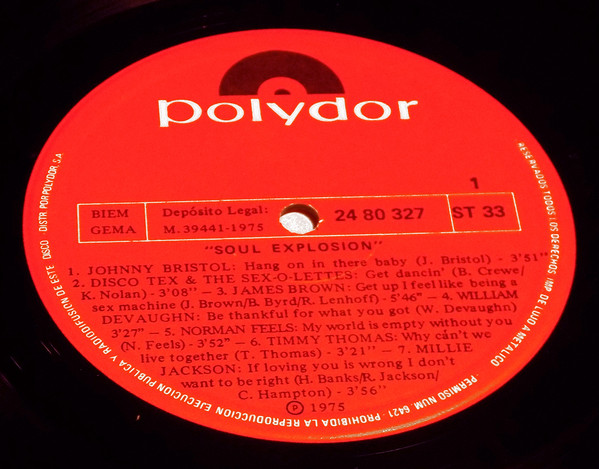 polydor
1
BIEM
GEMA
Depósito Legal:
M. 39441-1975
24 80 327
ST 33
"SOUL EXPLOSION"
1. JOHNNY BRISTOL: Hang on in there baby (J. Bristol) - 3'51"
2. DISCO TEX & THE SEX-O-LETTES: Get dancin' (B. Crewe/
K. Nolan) - 3'08" — 3. JAMES BROWN: Get up I feel like being a
sex machine (J. Brown/B. Byrd/R. Lenhoff) - 5'46" — 4. WILLIAM
DEVAUGHN: Be thankful for what you got (W. Devaughn)
3'27" — 5. NORMAN FEELS: My world is empty without you
(N. Feels) - 3'52" — 6. TIMMY THOMAS: Why can't we
live together (T. Thomas) - 3'21" — 7. MILLIE
JACKSON: If loving you is wrong I don't
want to be right (H. Banks/R. Jackson/
C. Hampton) - 3'56"
Ⓟ 1975
RESERVADOS TODOS LOS DERECHOS. IMP. DE LUJO A METALICO - PERMISO NUM. 6421 - PROHIBIDA LA REPRODUCCION EJECUCION PUBLICA Y RADIODIFUSION DE ESTE DISCO DISTR. POR POLYDOR, S.A